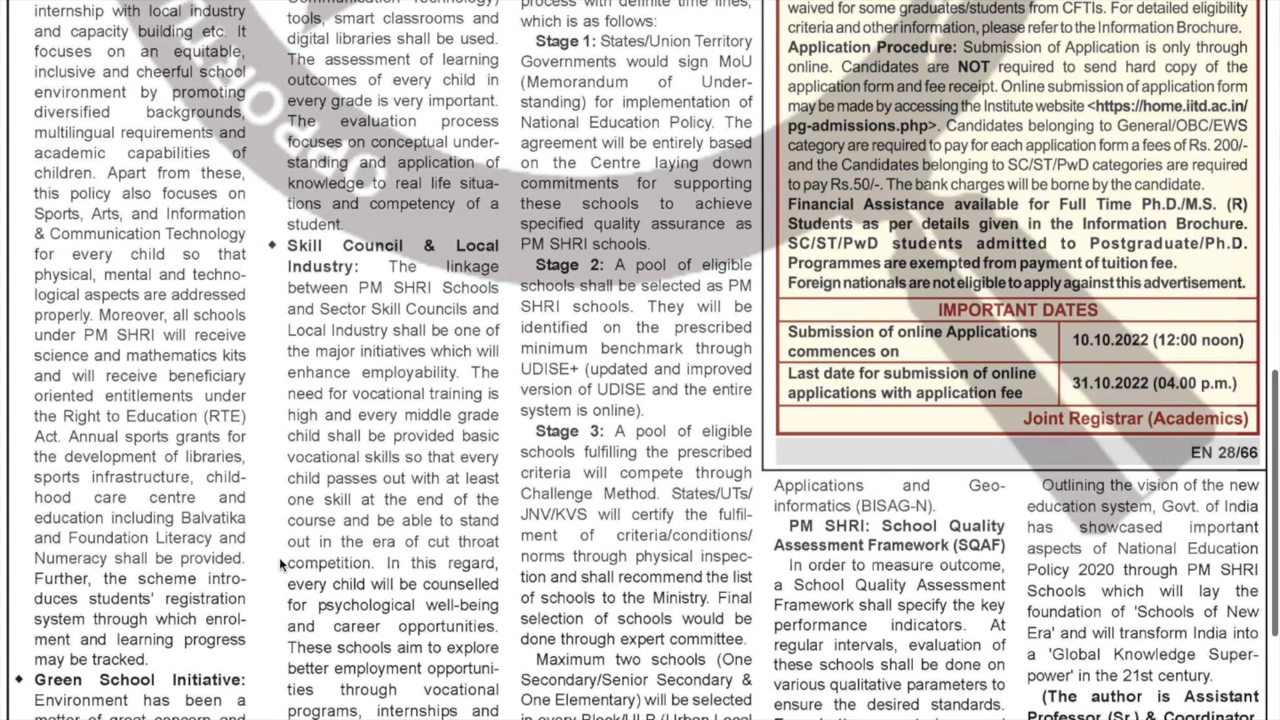 internship with local industry
and capacity building etc. It
focuses on an equitable,
inclusive and cheerful school
environment by promoting
diversified backgrounds,
multilingual requirements and
academic capabilities of
children. Apart from these,
this policy also focuses on
Sports, Arts, and Information
& Communication Technology
for every child so that
physical, mental and techno-
logical aspects are addressed
properly. Moreover, all schools
under PM SHRI will receive
science and mathematics kits
and will receive beneficiary
oriented entitlements under
the Right to Education (RTE)
Act. Annual sports grants for
the development of libraries,
sports infrastructure, child-
hood care centre and
education including Balvatika
and Foundation Literacy and
Numeracy shall be provided.
Further, the scheme intro-
duces students' registration
system through which enrol-
ment and learning progress
may be tracked.
◆ Green School Initiative:
Environment has been a
matter of great concern and
Communication Technology)
tools, smart classrooms and
digital libraries shall be used.
The assessment of learning
outcomes of every child in
every grade is very important.
The evaluation process
focuses on conceptual under-
standing and application of
knowledge to real life situa-
tions and competency of a
student.
◆ Skill Council & Local
Industry: The linkage
between PM SHRI Schools
and Sector Skill Councils and
Local Industry shall be one of
the major initiatives which will
enhance employability. The
need for vocational training is
high and every middle grade
child shall be provided basic
vocational skills so that every
child passes out with at least
one skill at the end of the
course and be able to stand
out in the era of cut throat
competition. In this regard,
every child will be counselled
for psychological well-being
and career opportunities.
These schools aim to explore
better employment opportuni-
ties through vocational
programs, internships and
process with definite time lines,
which is as follows:
Stage 1: States/Union Territory
Governments would sign MoU
(Memorandum of Under-
standing) for implementation of
National Education Policy. The
agreement will be entirely based
on the Centre laying down
commitments for supporting
these schools to achieve
specified quality assurance as
PM SHRI schools.
Stage 2: A pool of eligible
schools shall be selected as PM
SHRI schools. They will be
identified on the prescribed
minimum benchmark through
UDISE+ (updated and improved
version of UDISE and the entire
system is online).
Stage 3: A pool of eligible
schools fulfilling the prescribed
criteria will compete through
Challenge Method. States/UTs/
JNV/KVS will certify the fulfil-
ment of criteria/conditions/
norms through physical inspec-
tion and shall recommend the list
of schools to the Ministry. Final
selection of schools would be
done through expert committee.
Maximum two schools (One
Secondary/Senior Secondary &
One Elementary) will be selected
in every Block/ULB (Urban Local
waived for some graduates/students from CFTIs. For detailed eligibility
criteria and other information, please refer to the Information Brochure.
Application Procedure: Submission of Application is only through
online. Candidates are NOT required to send hard copy of the
application form and fee receipt. Online submission of application form
may be made by accessing the Institute website <https://home.iitd.ac.in/
pg-admissions.php>. Candidates belonging to General/OBC/EWS
category are required to pay for each application form a fees of Rs. 200/-
and the Candidates belonging to SC/ST/PwD categories are required
to pay Rs.50/-. The bank charges will be borne by the candidate.
Financial Assistance available for Full Time Ph.D./M.S. (R)
Students as per details given in the Information Brochure.
SC/ST/PwD students admitted to Postgraduate/Ph.D.
Programmes are exempted from payment of tuition fee.
Foreign nationals are not eligible to apply against this advertisement.
IMPORTANT DATES
Submission of online Applications
commences on
10.10.2022 (12:00 noon)
Last date for submission of online
applications with application fee
31.10.2022 (04.00 p.m.)
Joint Registrar (Academics)
EN 28/66
Applications and Geo-
informatics (BISAG-N).
PM SHRI: School Quality
Assessment Framework (SQAF)
In order to measure outcome,
a School Quality Assessment
Framework shall specify the key
performance indicators. At
regular intervals, evaluation of
these schools shall be done on
various qualitative parameters to
ensure the desired standards.
Outlining the vision of the new
education system, Govt. of India
has showcased important
aspects of National Education
Policy 2020 through PM SHRI
Schools which will lay the
foundation of 'Schools of New
Era' and will transform India into
a 'Global Knowledge Super-
power' in the 21st century.
(The author is Assistant
Professor (Sr.) & Coordinator,